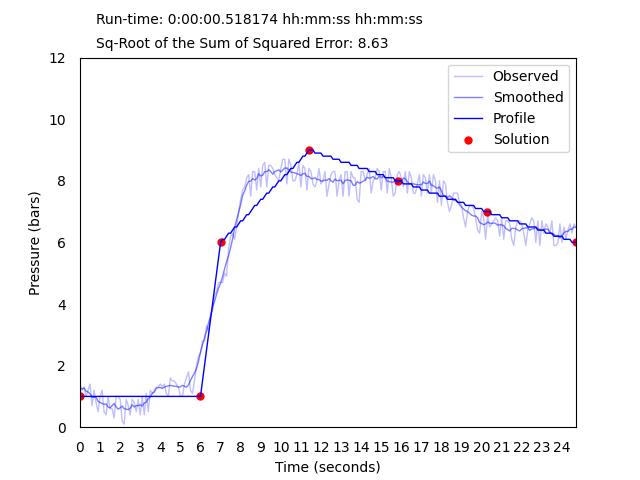 Run-time: 0:00:00.518174 hh:mm:ss hh:mm:ss
Sq-Root of the Sum of Squared Error: 8.63
12
10
8
6
4
2
0
Pressure (bars)
Observed
Smoothed
Profile
Solution
0 1 2 3 4 5 6 7 8 9 10 11 12 13 14 15 16 17 18 19 20 21 22 23 24
Time (seconds)